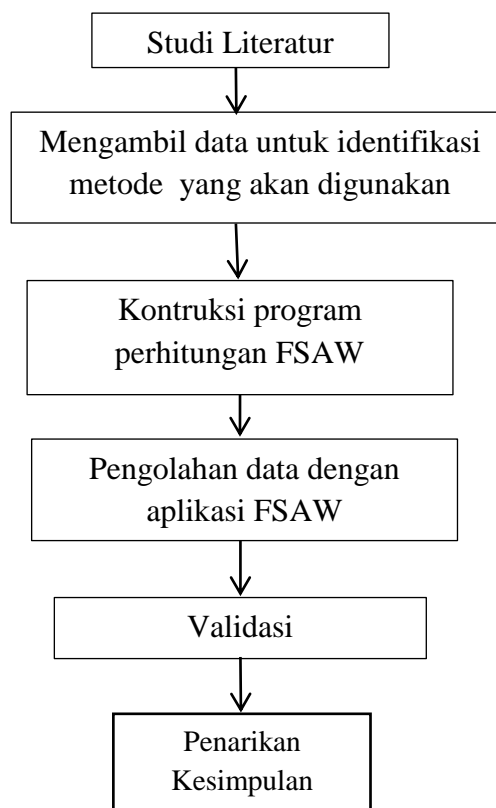 Studi Literatur
Mengambil data untuk identifikasi
metode yang akan digunakan
Kontruksi program
perhitungan FSAW
Pengolahan data dengan
aplikasi FSAW
Validasi
Penarikan
Kesimpulan